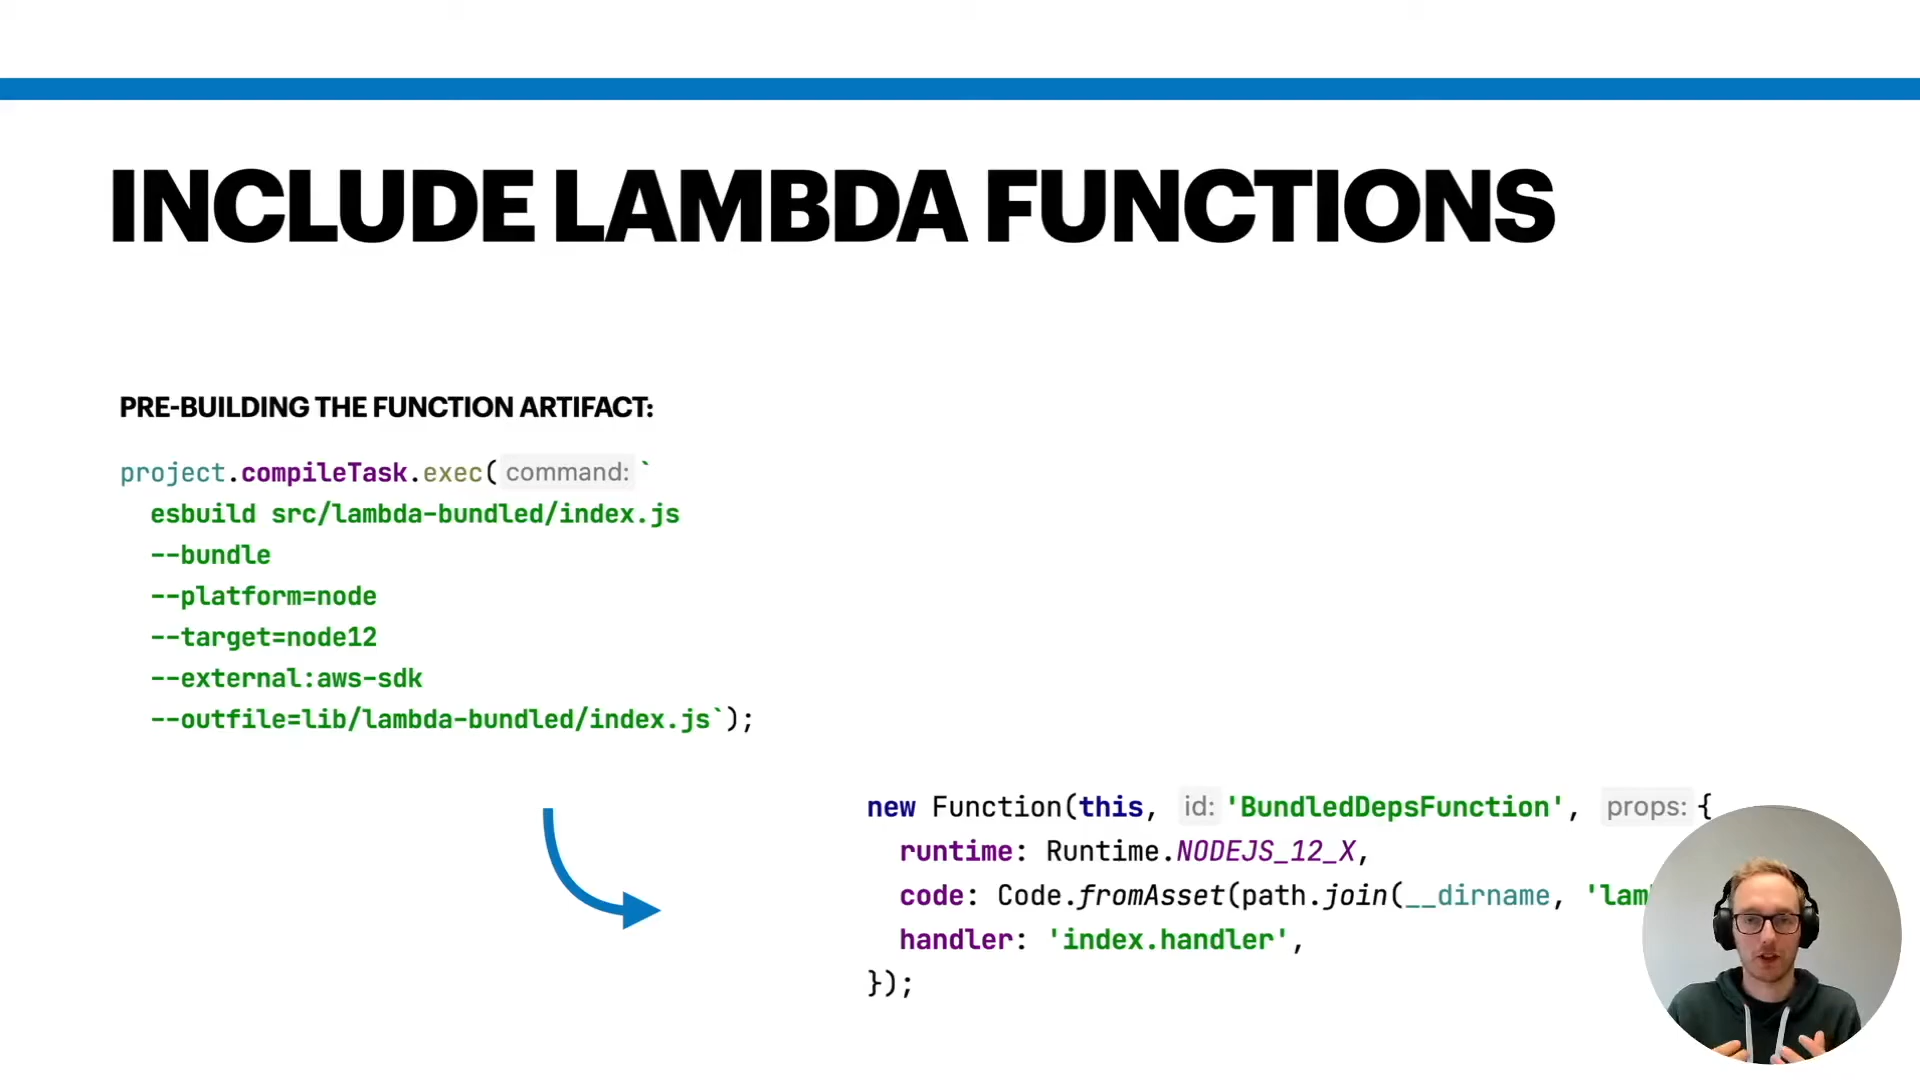 INCLUDE LAMBDA FUNCTIONS
PRE-BUILDING THE FUNCTION ARTIFACT:
project.compileTask.exec( command: `
esbuild src/lambda-bundled/index.js
--bundle
--platform=node
--target=node12
--external:aws-sdk
--outfile=lib/lambda-bundled/index.js`);
new Function(this, id: 'BundledDepsFunction', props: {
runtime: Runtime.NODEJS_12_X,
code: Code.fromAsset(path.join(__dirname, 'lam
handler: 'index.handler',
});